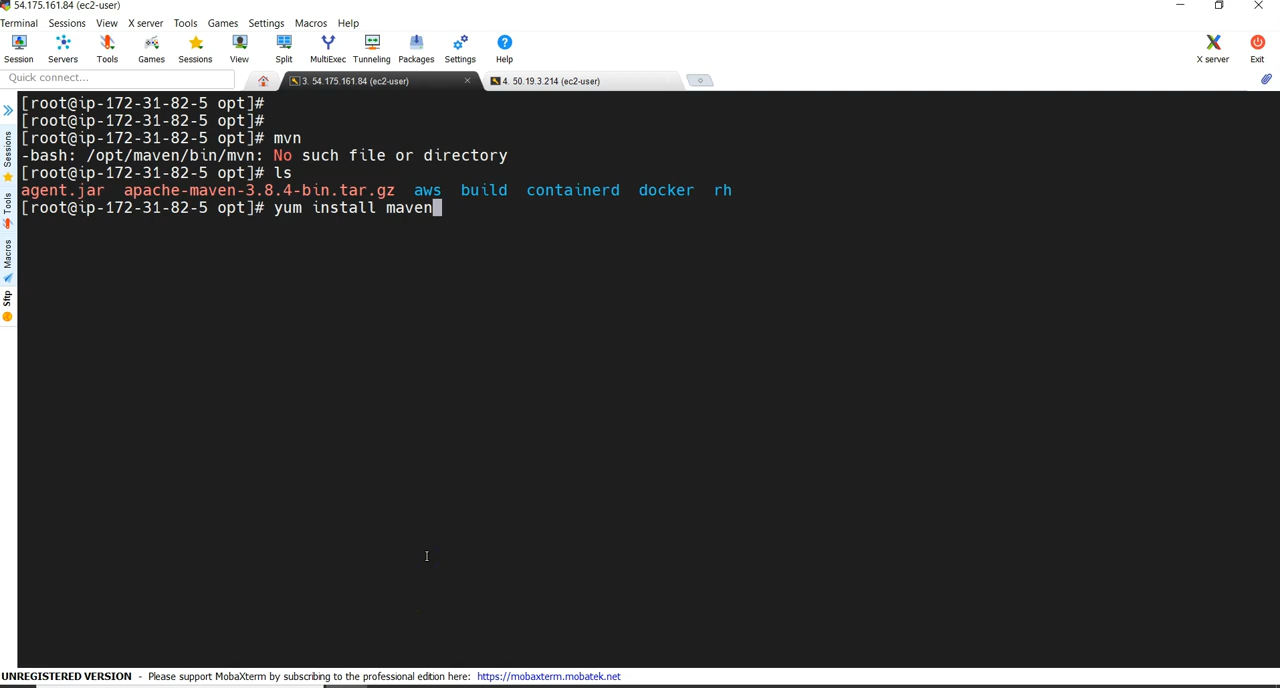 54.175.161.84 (ec2-user)
Terminal Sessions View X server Tools Games Settings Macros Help
Session Servers Tools Games Sessions View Split MultiExec Tunneling Packages Settings Help X server Exit
Quick connect... 3. 54.175.161.84 (ec2-user) 4. 50.19.3.214 (ec2-user)
[root@ip-172-31-82-5 opt]#
[root@ip-172-31-82-5 opt]#
[root@ip-172-31-82-5 opt]# mvn
-bash: /opt/maven/bin/mvn: No such file or directory
[root@ip-172-31-82-5 opt]# ls
agent.jar apache-maven-3.8.4-bin.tar.gz aws build containerd docker rh
[root@ip-172-31-82-5 opt]# yum install maven
Sessions
Tools
Macros
Sftp
UNREGISTERED VERSION - Please support MobaXterm by subscribing to the professional edition here: https://mobaxterm.mobatek.net